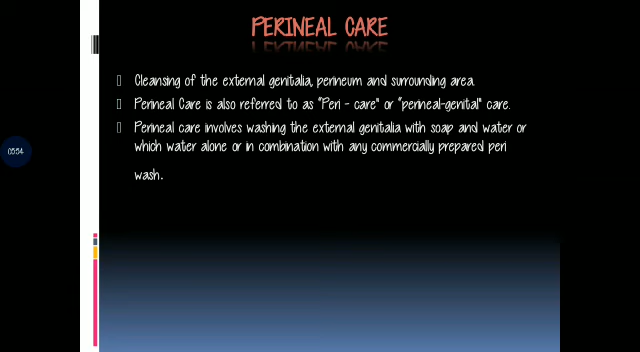 PERINEAL CARE
Cleansing of the external genitalia, perineum and surrounding area.
Perineal Care is also referred to as "Peri - care" or "perineal-genital" care.
Perineal care involves washing the external genitalia with soap and water or
which water alone or in combination with any commercially prepared peri
wash.
05:54